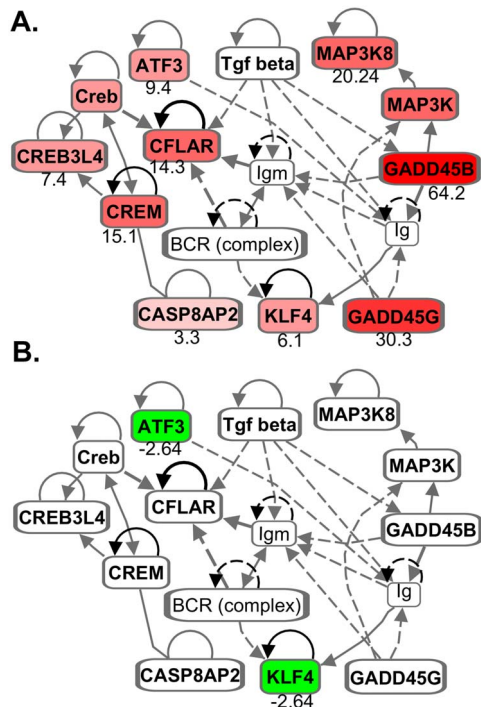 A.
ATF3
9.4
Tgf beta
MAP3K8
20.24
Creb
MAP3K
CREB3L4
7.4
CFLAR
14.3
Igm
GADD45B
64.2
CREM
15.1
BCR (complex)
Ig
CASP8AP2
3.3
KLF4
6.1
GADD45G
30.3
B.
ATF3
-2.64
Tgf beta
MAP3K8
Creb
MAP3K
CREB3L4
CFLAR
Igm
GADD45B
CREM
BCR (complex)
Ig
CASP8AP2
KLF4
-2.64
GADD45G